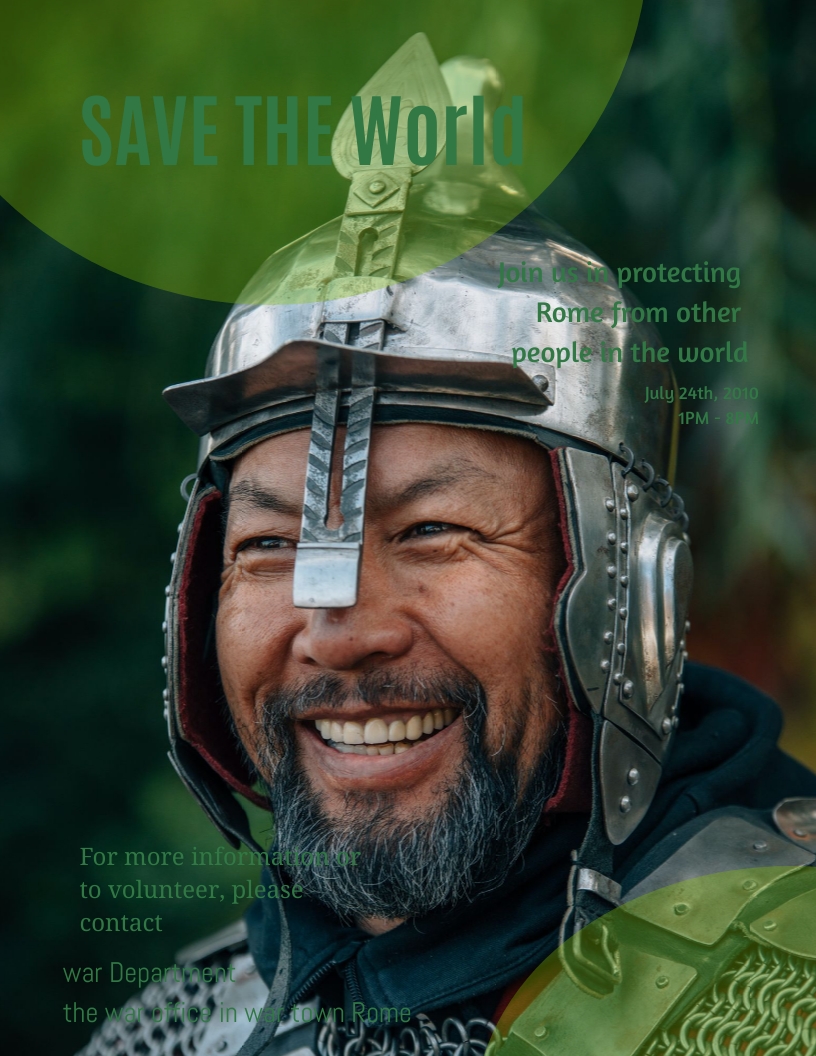 SAVE THE World
Join us in protecting
Rome from other
people in the world
July 24th, 2010
1PM - 8PM
For more information or
to volunteer, please
contact
war Department
the war office in war town Rome